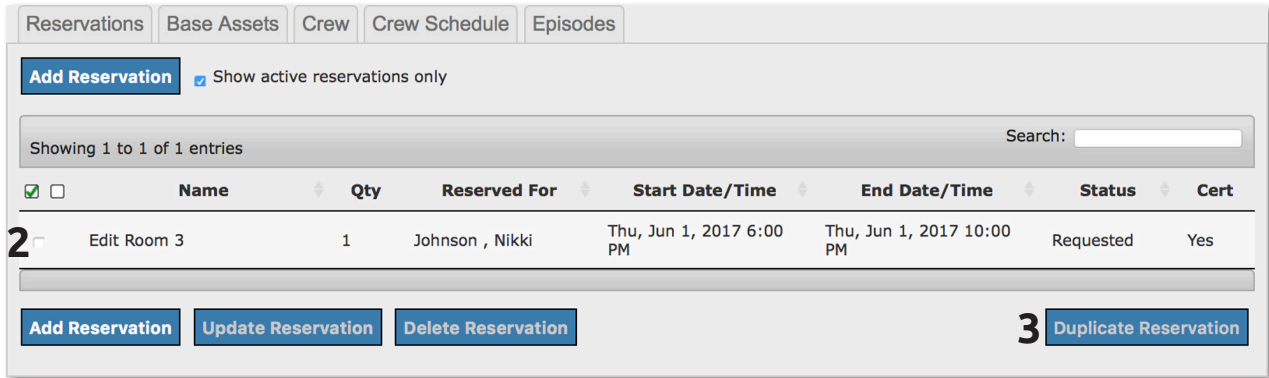 Reservations Base Assets Crew Crew Schedule Episodes
Add Reservation Show active reservations only
Search:
Showing 1 to 1 of 1 entries
Name Qty Reserved For Start Date/Time End Date/Time Status Cert
2 Edit Room 3 1 Johnson , Nikki Thu, Jun 1, 2017 6:00 PM Thu, Jun 1, 2017 10:00 PM Requested Yes
Add Reservation Update Reservation Delete Reservation 3 Duplicate Reservation